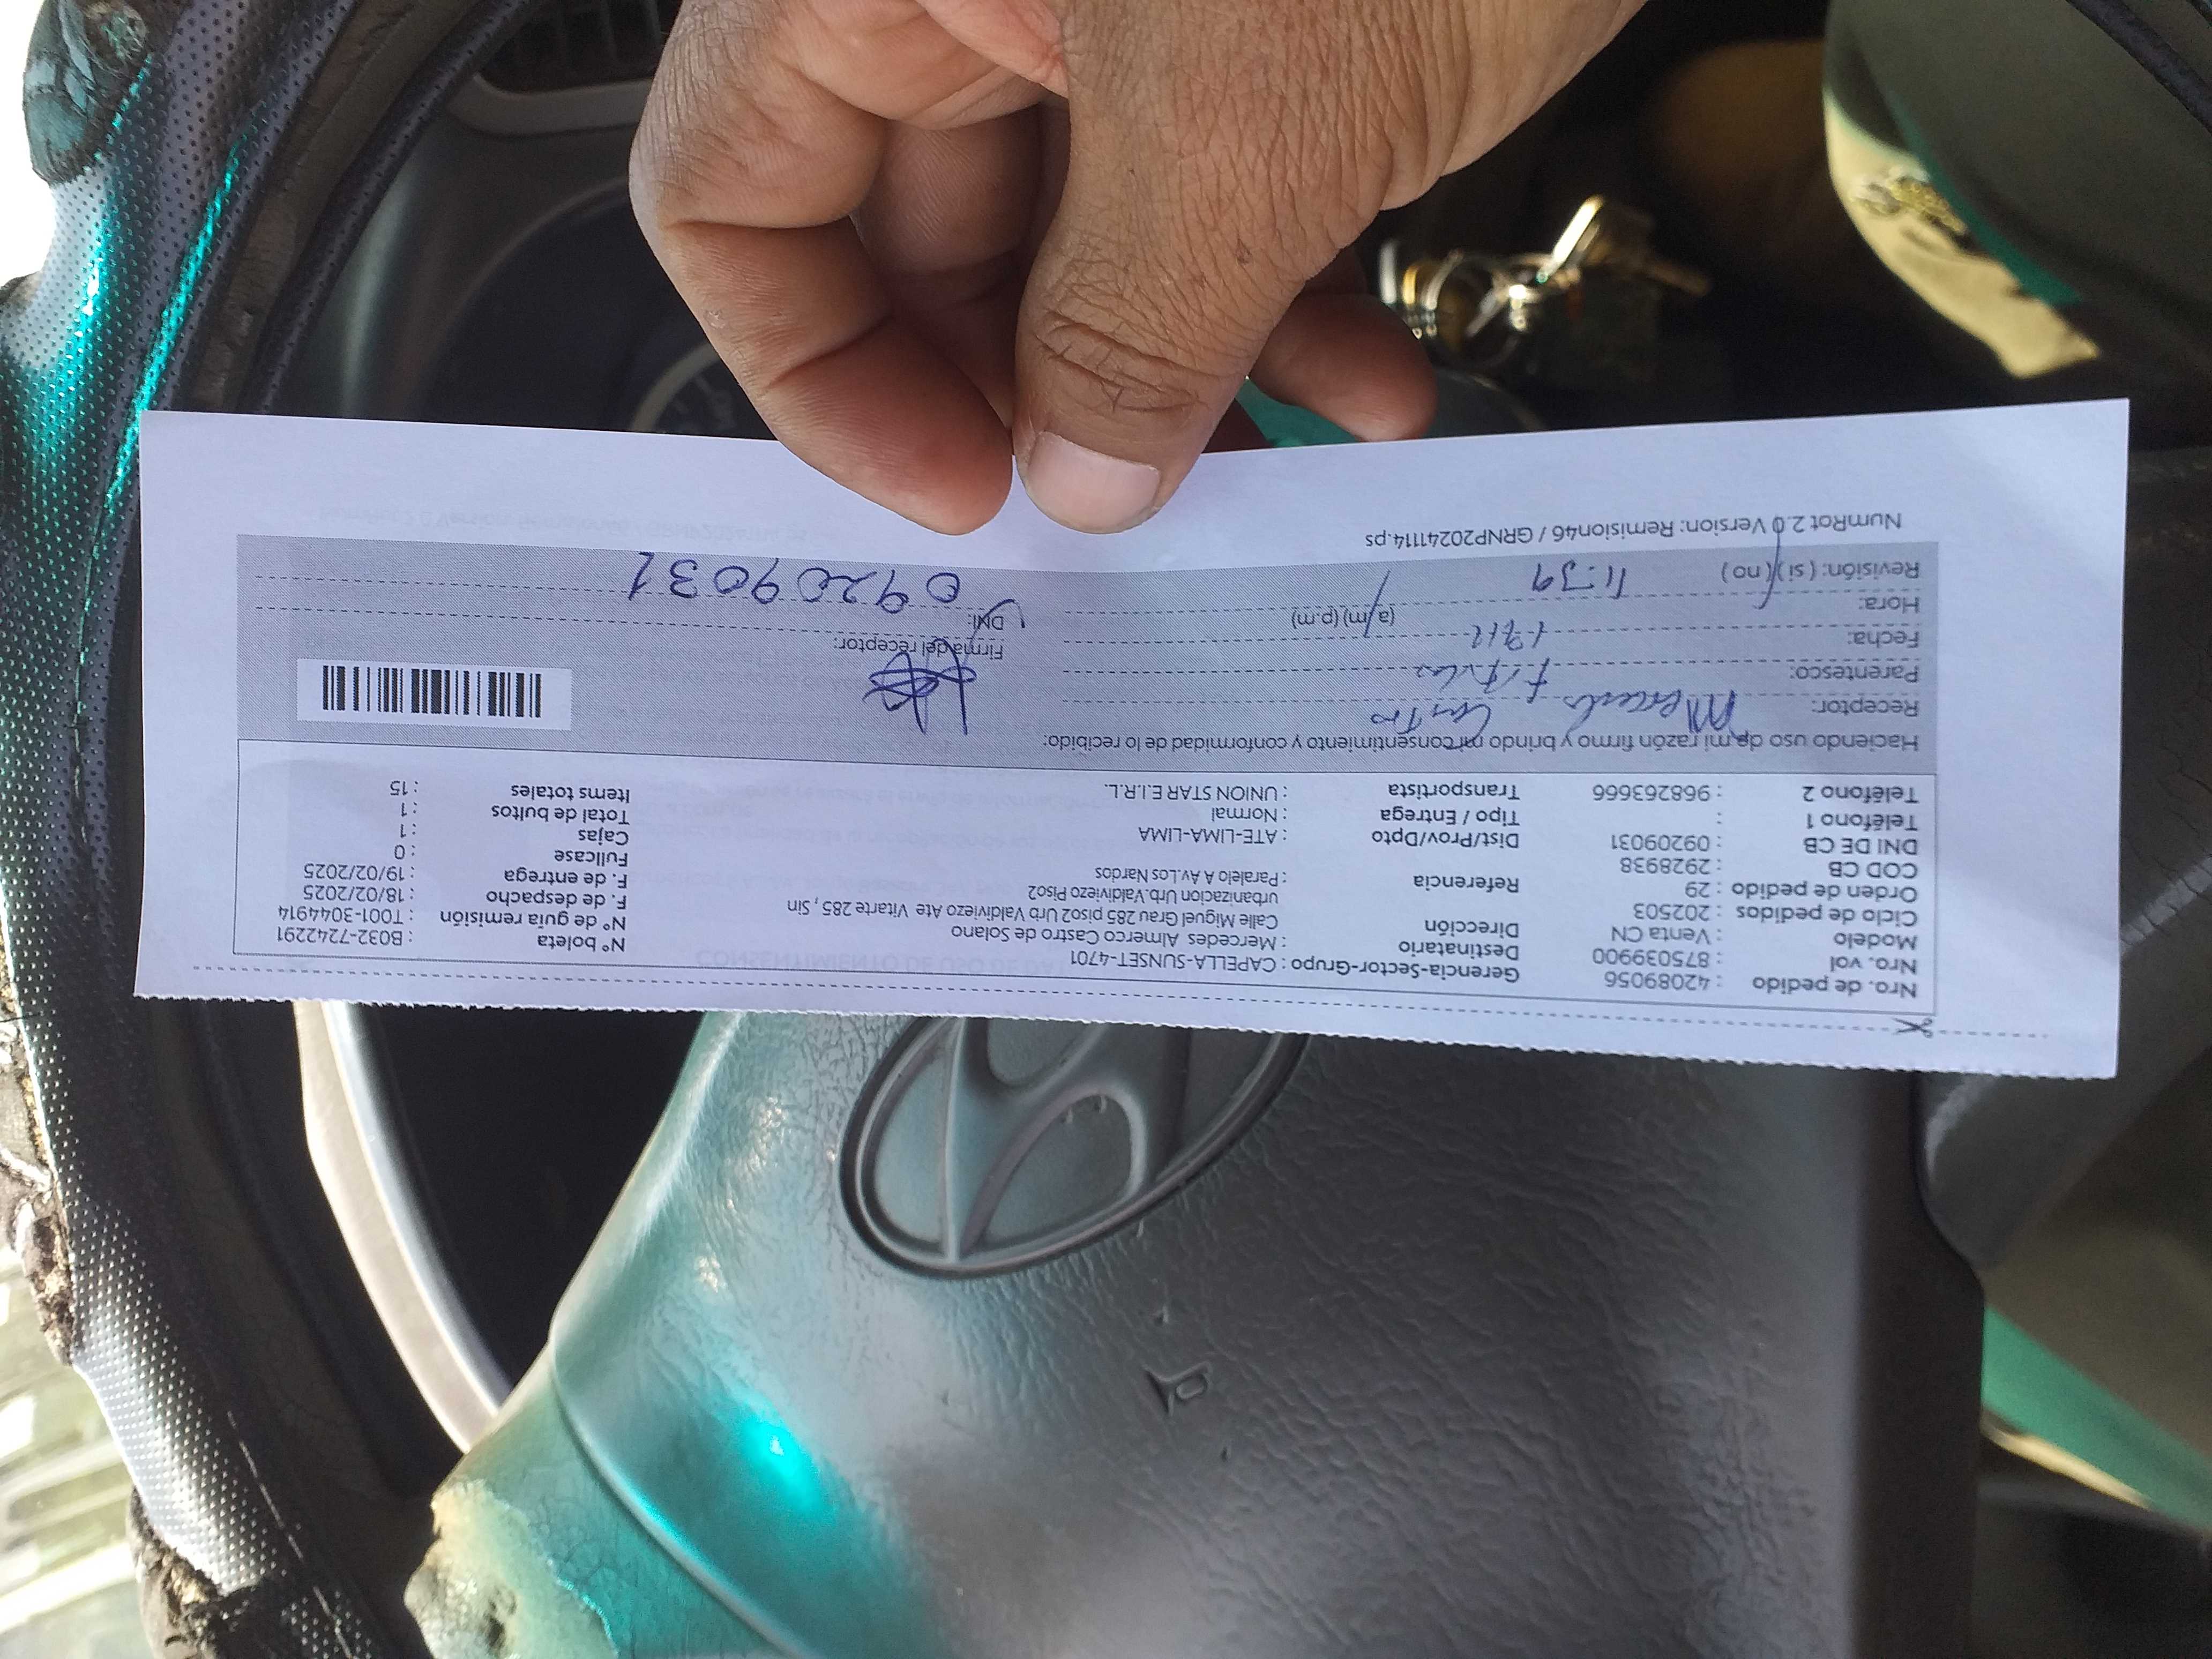 Nro. de pedido : 42089056
Nro. vol : 875039900
Modelo : Venta CN
Ciclo de pedidos : 202503
Orden de pedido : 29
COD CB : 2928938
DNI DE CB : 09209031
Teléfono 1 :
Teléfono 2 : 968263666
Gerencia-Sector-Grupo : CAPELLA-SUNSET-4701
Destinatario : Mercedes Almerco Castro de Solano
Dirección Calle Miguel Grau 285 piso2 Urb Valdiviezo Ate Vitarte 285 , Sin
urbanizacion Urb.Valdiviezo Piso2
Referencia : Paralelo A Av.Los Nardos
Dist/Prov/Dpto : ATE-LIMA-LIMA
Tipo / Entrega : Normal
Transportista : UNION STAR E.I.R.L.
N° boleta : B032-7242291
N° de guía remisión : T001-3044914
F. de despacho : 18/02/2025
F. de entrega : 19/02/2025
Fullcase : 0
Cajas : 1
Total de bultos : 1
Items totales : 15
Haciendo uso de mi razón firmo y brindo mi consentimiento y conformidad de lo recibido:
Receptor: Mercedes Castro
Parentesco:
Fecha:
Hora: 11:39 (a/m) (p.m)
Revisión: ( si ) ( no )
Firma del receptor:
DNI: 09209031
NumRot 2.0 Version: Remision46 / GRNP20241114.ps